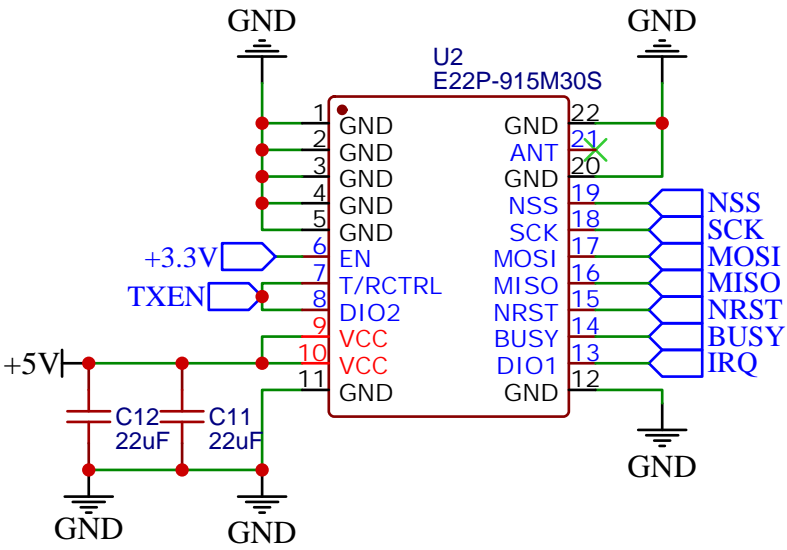 GND
GND
U2
E22P-915M30S
1 GND
2 GND
3 GND
4 GND
5 GND
+3.3V 6 EN
TXEN 7 T/RCTRL
8 DIO2
9 VCC
+5V 10 VCC
11 GND
GND 22
ANT 21
GND 20
NSS 19 NSS
SCK 18 SCK
MOSI 17 MOSI
MISO 16 MISO
NRST 15 NRST
BUSY 14 BUSY
DIO1 13 IRQ
GND 12
C12
22uF
C11
22uF
GND
GND
GND